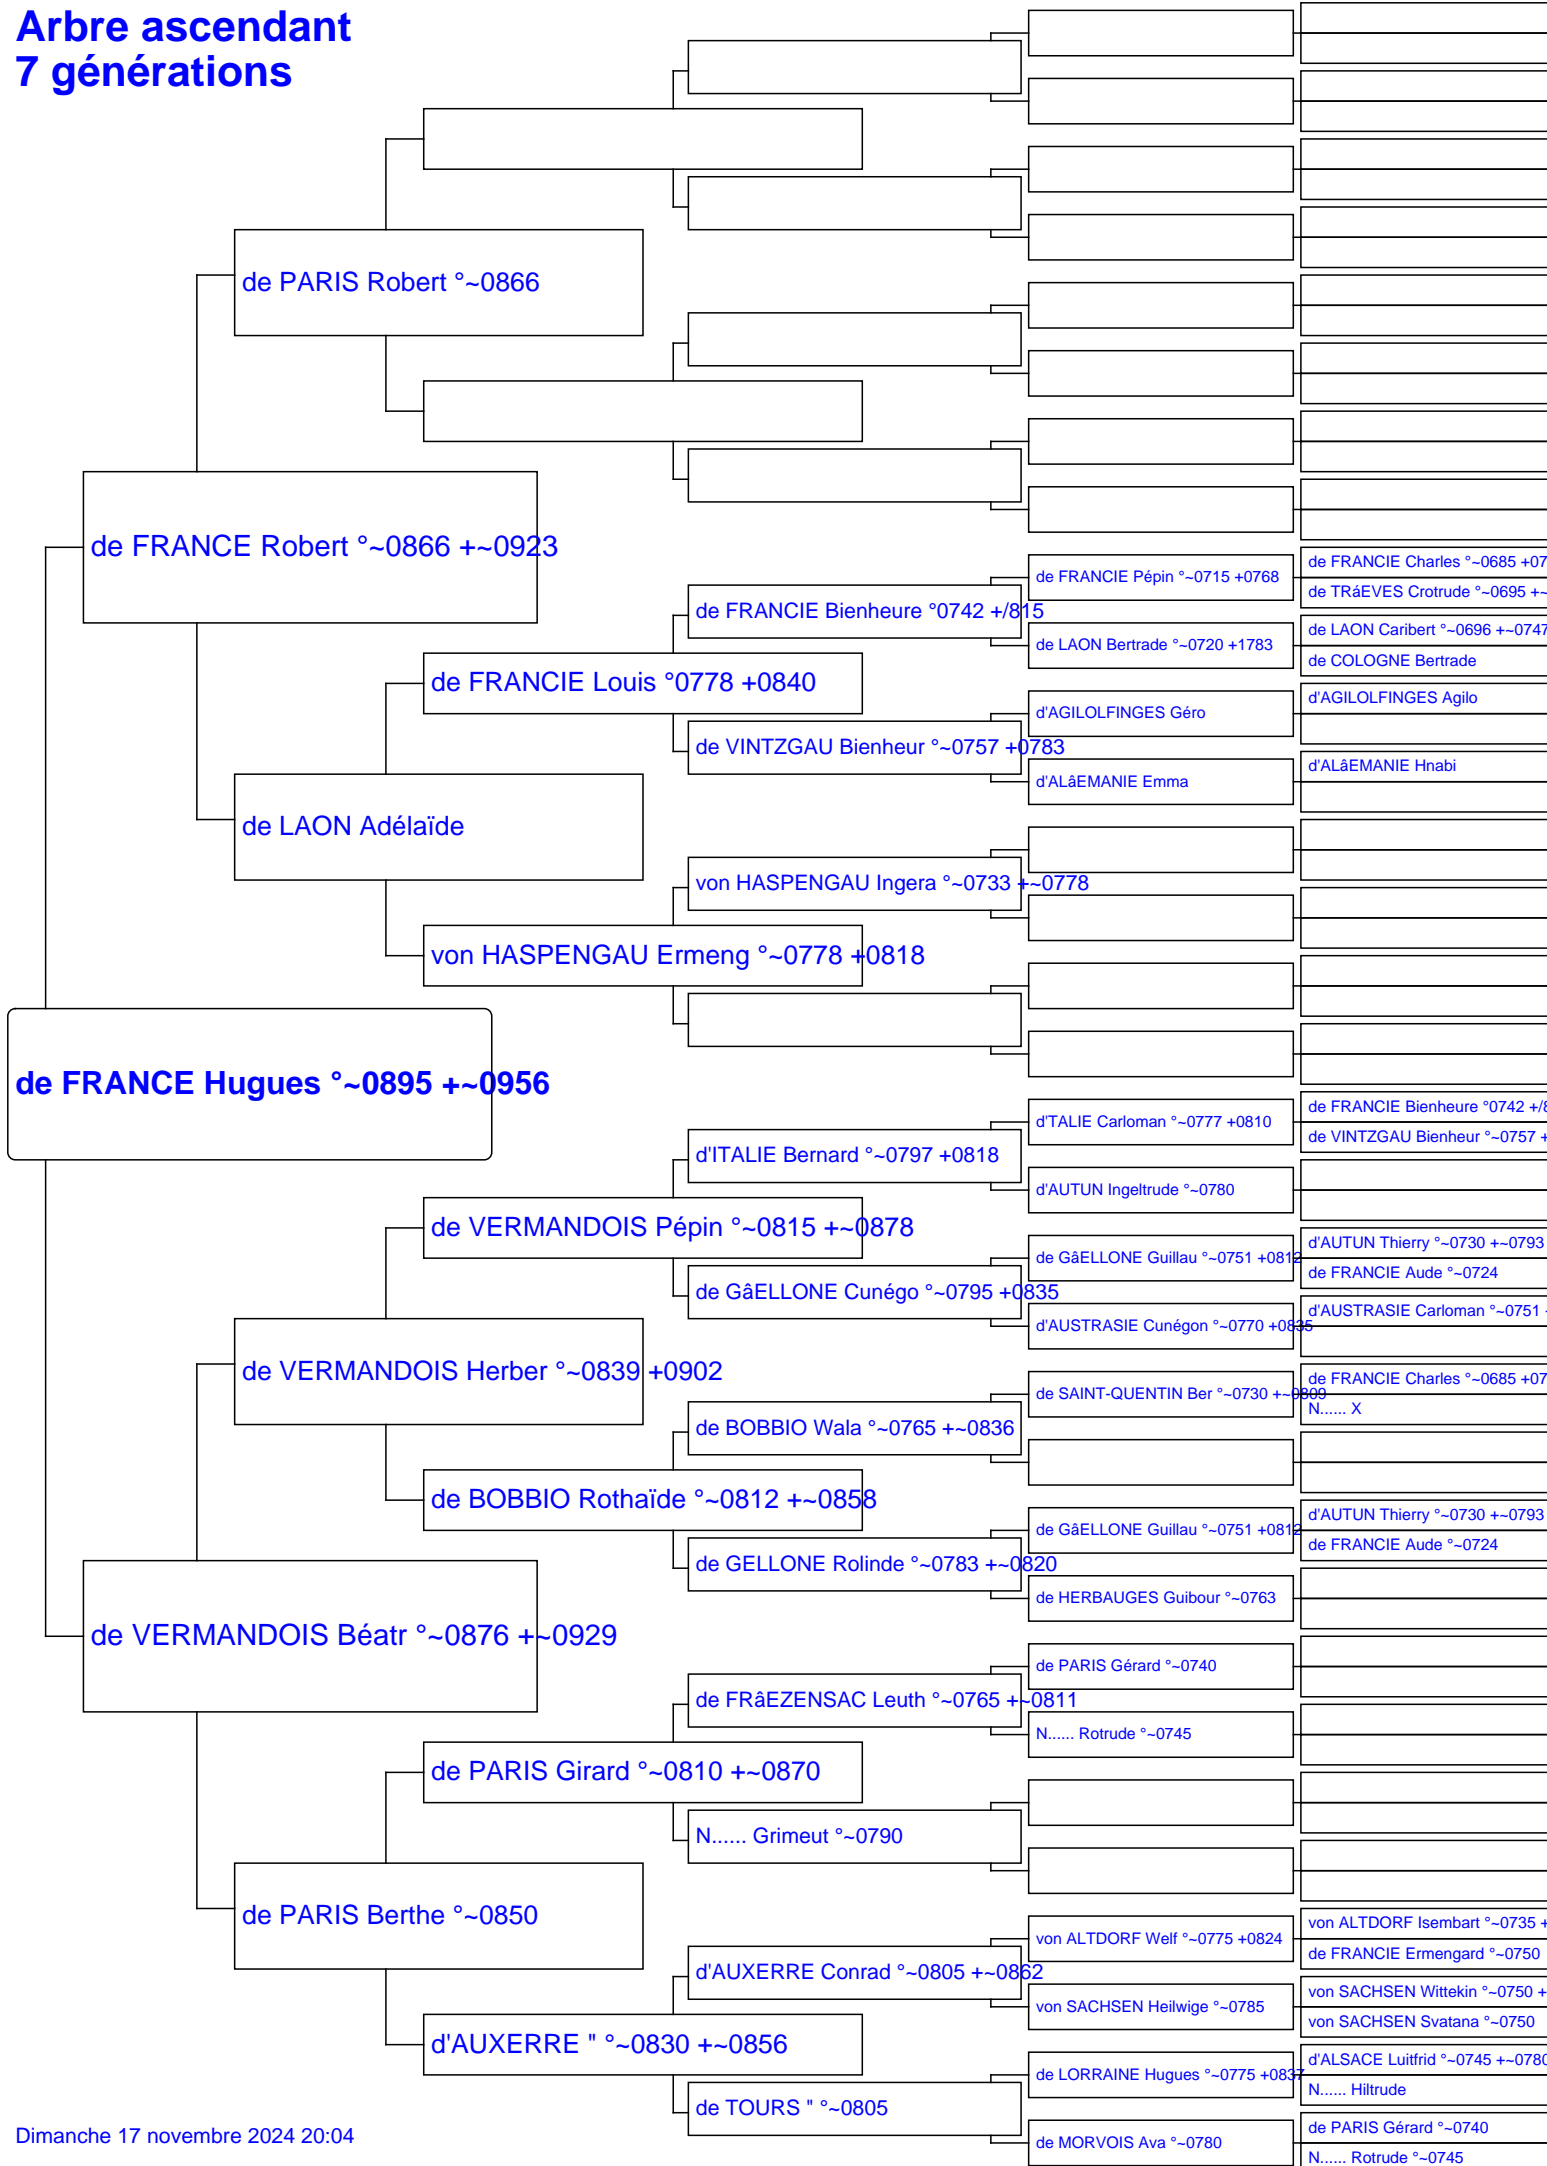 Arbre ascendant
7 générations
de PARIS Robert °~0866
de FRANCE Robert °~0866 +~0923
de FRANCIE Pépin °~0715 +0768
de FRANCIE Charles °~0685 +07
de TRáEVES Crotrude °~0695 +~
de FRANCIE Bienheure °0742 +/815
de LAON Bertrade °~0720 +1783
de LAON Caribert °~0696 +~0747
de COLOGNE Bertrade
de FRANCIE Louis °0778 +0840
d'AGILOLFINGES Géro
d'AGILOLFINGES Agilo
de VINTZGAU Bienheur °~0757 +0783
d'ALâEMANIE Emma
d'ALâEMANIE Hnabi
de LAON Adélaïde
von HASPENGAU Ingera °~0733 +~0778
von HASPENGAU Ermeng °~0778 +0818
de FRANCE Hugues °~0895 +~0956
d'TALIE Carloman °~0777 +0810
de FRANCIE Bienheure °0742 +/8
de VINTZGAU Bienheur °~0757 +
d'ITALIE Bernard °~0797 +0818
d'AUTUN Ingeltrude °~0780
de VERMANDOIS Pépin °~0815 +~0878
de GâELLONE Guillau °~0751 +0812
d'AUTUN Thierry °~0730 +~0793
de FRANCIE Aude °~0724
de GâELLONE Cunégo °~0795 +0835
d'AUSTRASIE Cunégon °~0770 +0835
d'AUSTRASIE Carloman °~0751
de VERMANDOIS Herber °~0839 +0902
de SAINT-QUENTIN Ber °~0730 +~0809
de FRANCIE Charles °~0685 +07
N...... X
de BOBBIO Wala °~0765 +~0836
de BOBBIO Rothaïde °~0812 +~0858
de GâELLONE Guillau °~0751 +0812
d'AUTUN Thierry °~0730 +~0793
de FRANCIE Aude °~0724
de GELLONE Rolinde °~0783 +~0820
de HERBAUGES Guibour °~0763
de VERMANDOIS Béatr °~0876 +~0929
de PARIS Gérard °~0740
de FRâEZENSAC Leuth °~0765 +~0811
N...... Rotrude °~0745
de PARIS Girard °~0810 +~0870
N...... Grimeut °~0790
de PARIS Berthe °~0850
von ALTDORF Welf °~0775 +0824
von ALTDORF Isembart °~0735 +
de FRANCIE Ermengard °~0750
d'AUXERRE Conrad °~0805 +~0862
von SACHSEN Heilwige °~0785
von SACHSEN Wittekin °~0750 +
von SACHSEN Svatana °~0750
d'AUXERRE " °~0830 +~0856
de LORRAINE Hugues °~0775 +0837
d'ALSACE Luitfrid °~0745 +~0780
N...... Hiltrude
de TOURS " °~0805
de MORVOIS Ava °~0780
de PARIS Gérard °~0740
N...... Rotrude °~0745
Dimanche 17 novembre 2024 20:04